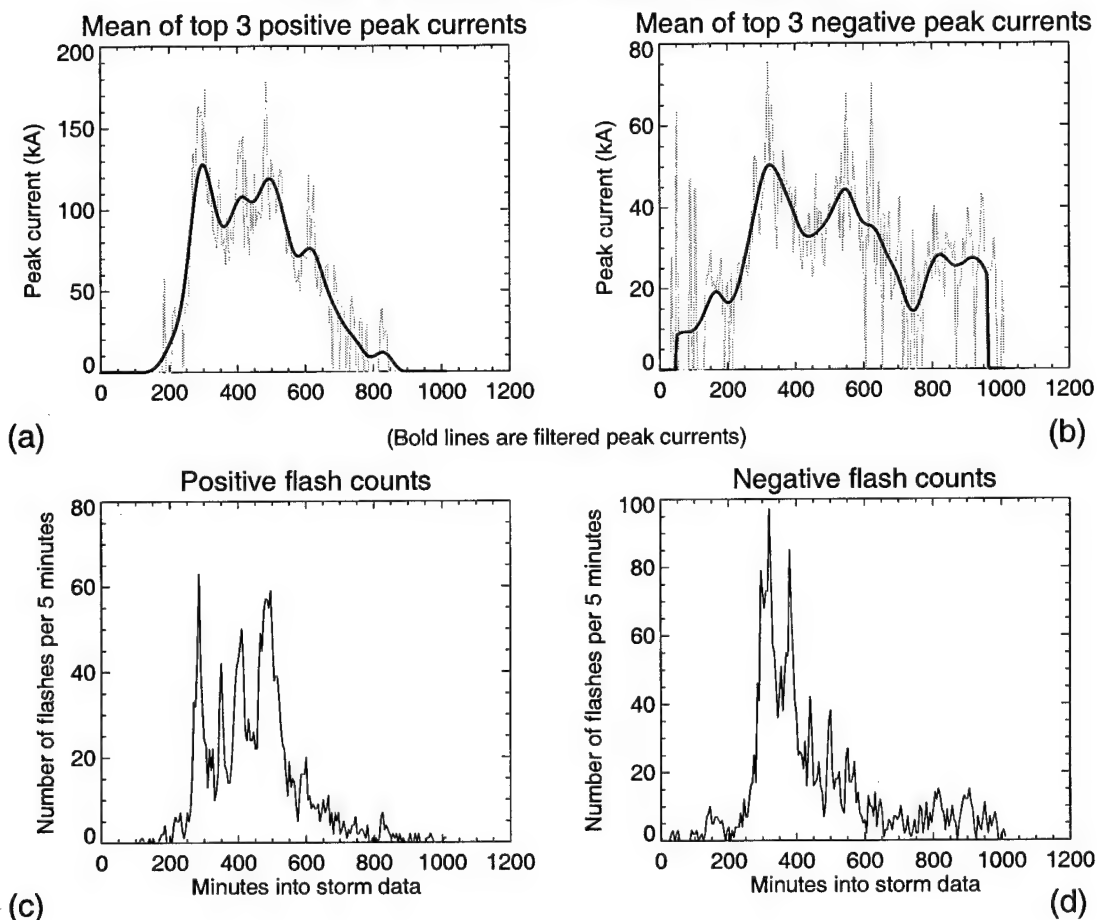 Mean of top 3 positive peak currents
Mean of top 3 negative peak currents
Peak current (kA)
200
150
100
50
0
0 200 400 600 800 1000 1200
Peak current (kA)
80
60
40
20
0
0 200 400 600 800 1000 1200
(a)
(Bold lines are filtered peak currents)
(b)
Positive flash counts
Negative flash counts
Number of flashes per 5 minutes
80
60
40
20
0
0 200 400 600 800 1000 1200
Minutes into storm data
Number of flashes per 5 minutes
100
80
60
40
20
0
0 200 400 600 800 1000 1200
Minutes into storm data
(c)
(d)